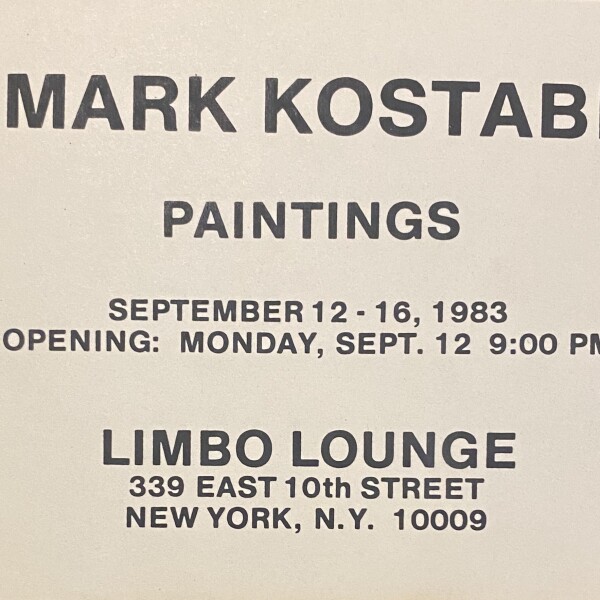 MARK KOSTABI
PAINTINGS
SEPTEMBER 12 - 16, 1983
OPENING: MONDAY, SEPT. 12 9:00 PM
LIMBO LOUNGE
339 EAST 10th STREET
NEW YORK, N.Y. 10009